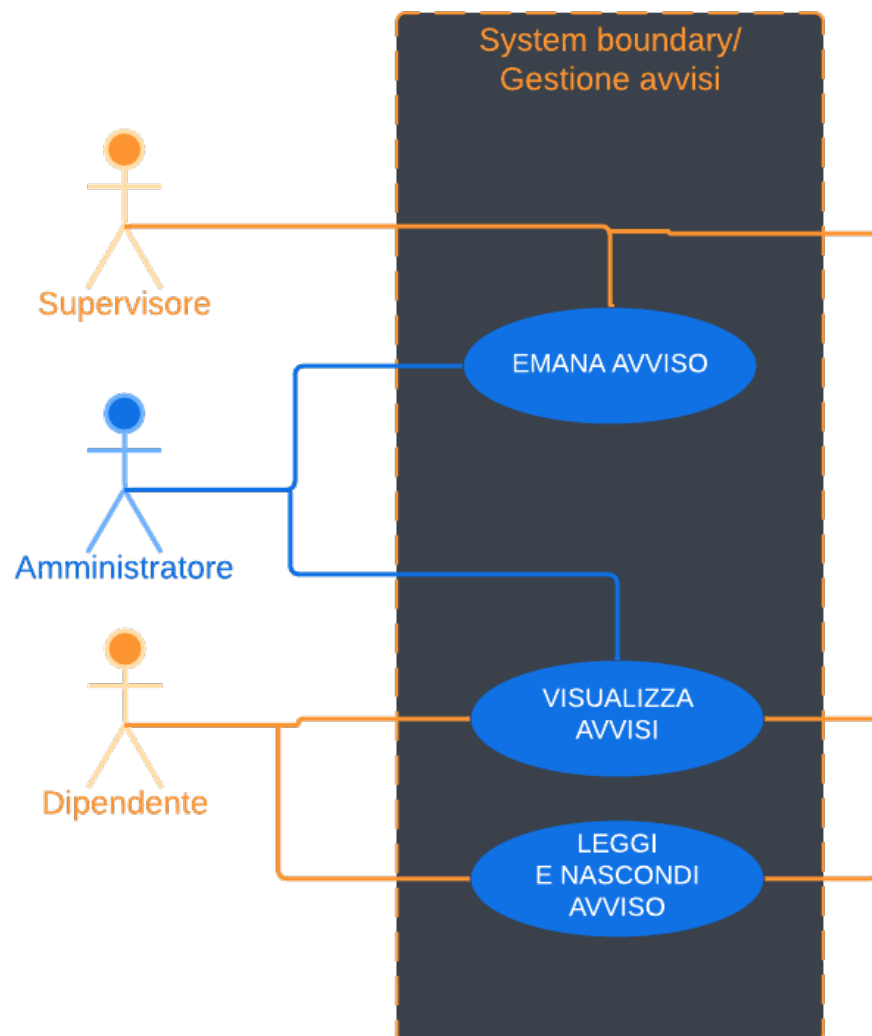 System boundary/
Gestione avvisi
Supervisore
EMANA AVVISO
Amministratore
VISUALIZZA
AVVISI
Dipendente
LEGGI
E NASCONDI
AVVISO